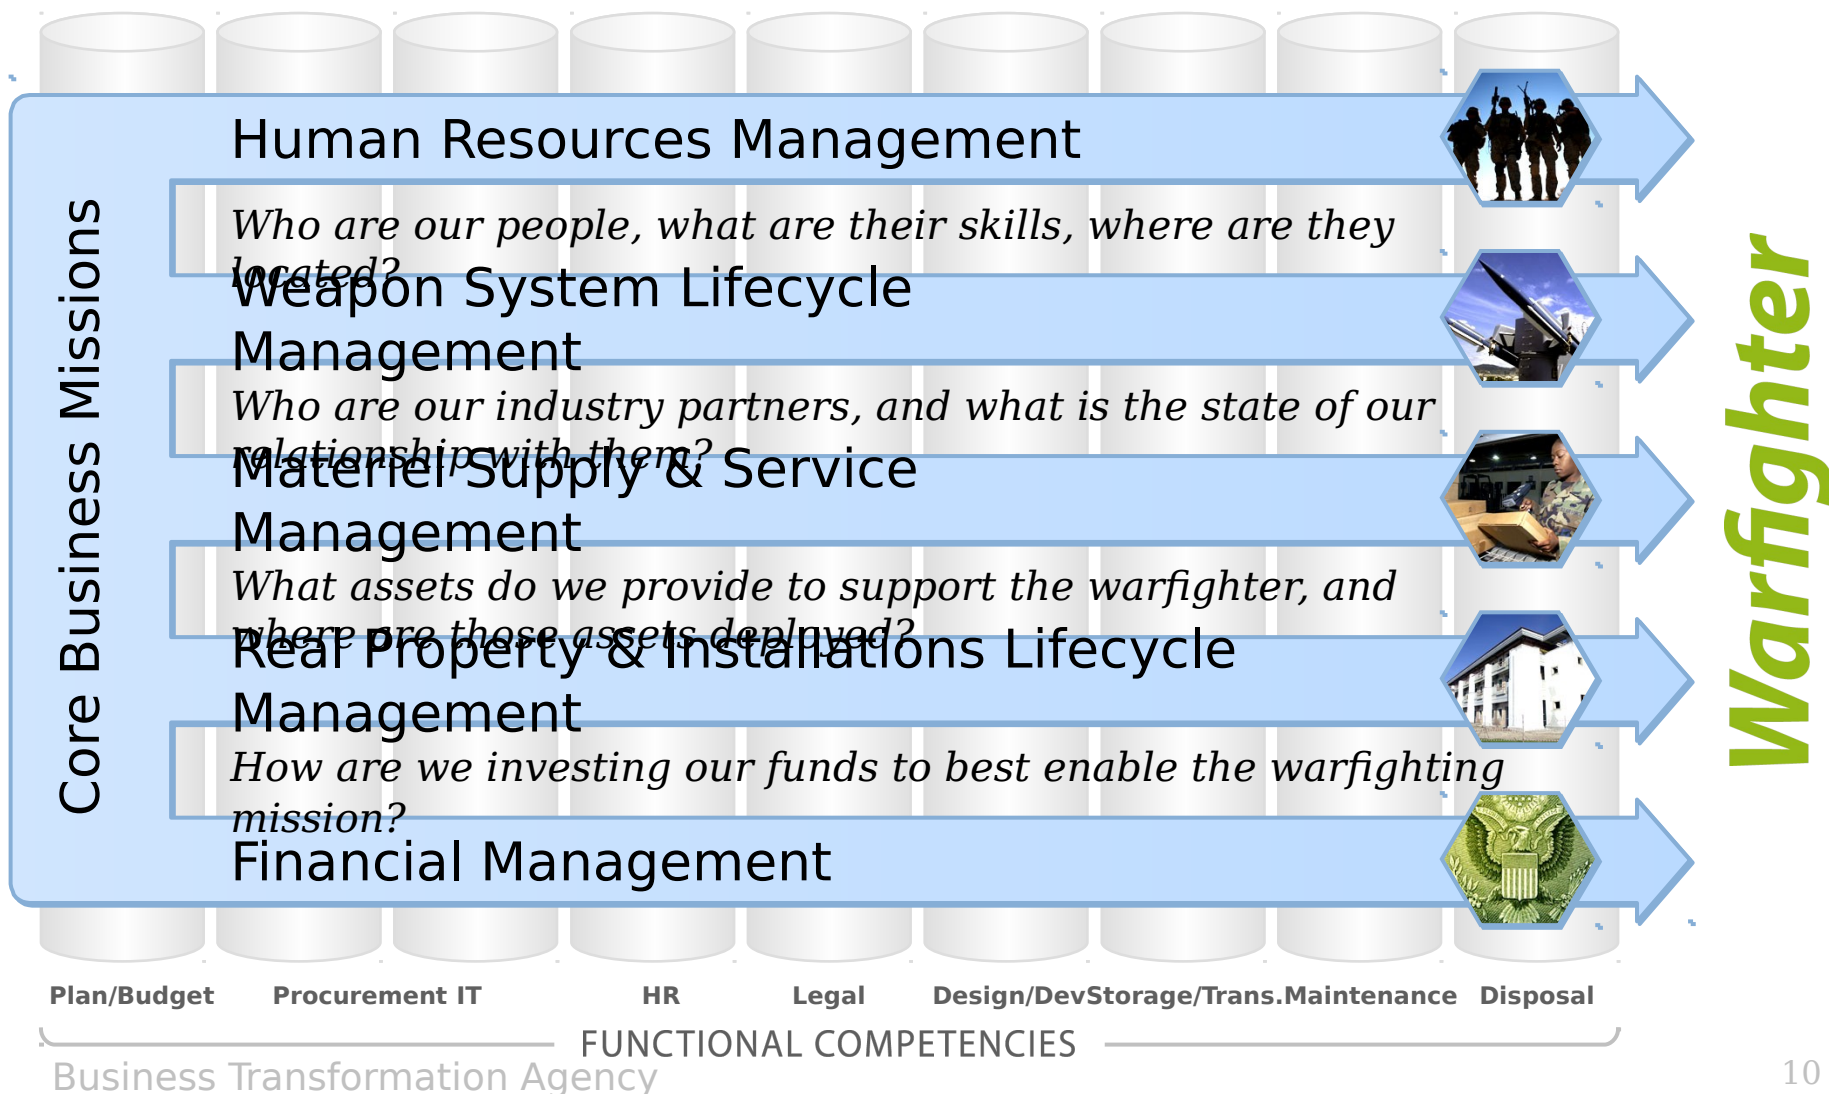 Human Resources Management
Who are our people, what are their skills, where are they
located?
Weapon System Lifecycle
Management
Who are our industry partners, and what is the state of our
relationship with them?
Materiel Supply & Service
Management
What assets do we provide to support the warfighter, and
where are those assets deployed?
Real Property & Installations Lifecycle
Management
How are we investing our funds to best enable the warfighting
mission?
Financial Management
Core Business Missions
Warfighter
Plan/Budget Procurement IT HR Legal Design/Dev Storage/Trans. Maintenance Disposal
FUNCTIONAL COMPETENCIES
Business Transformation Agency
10